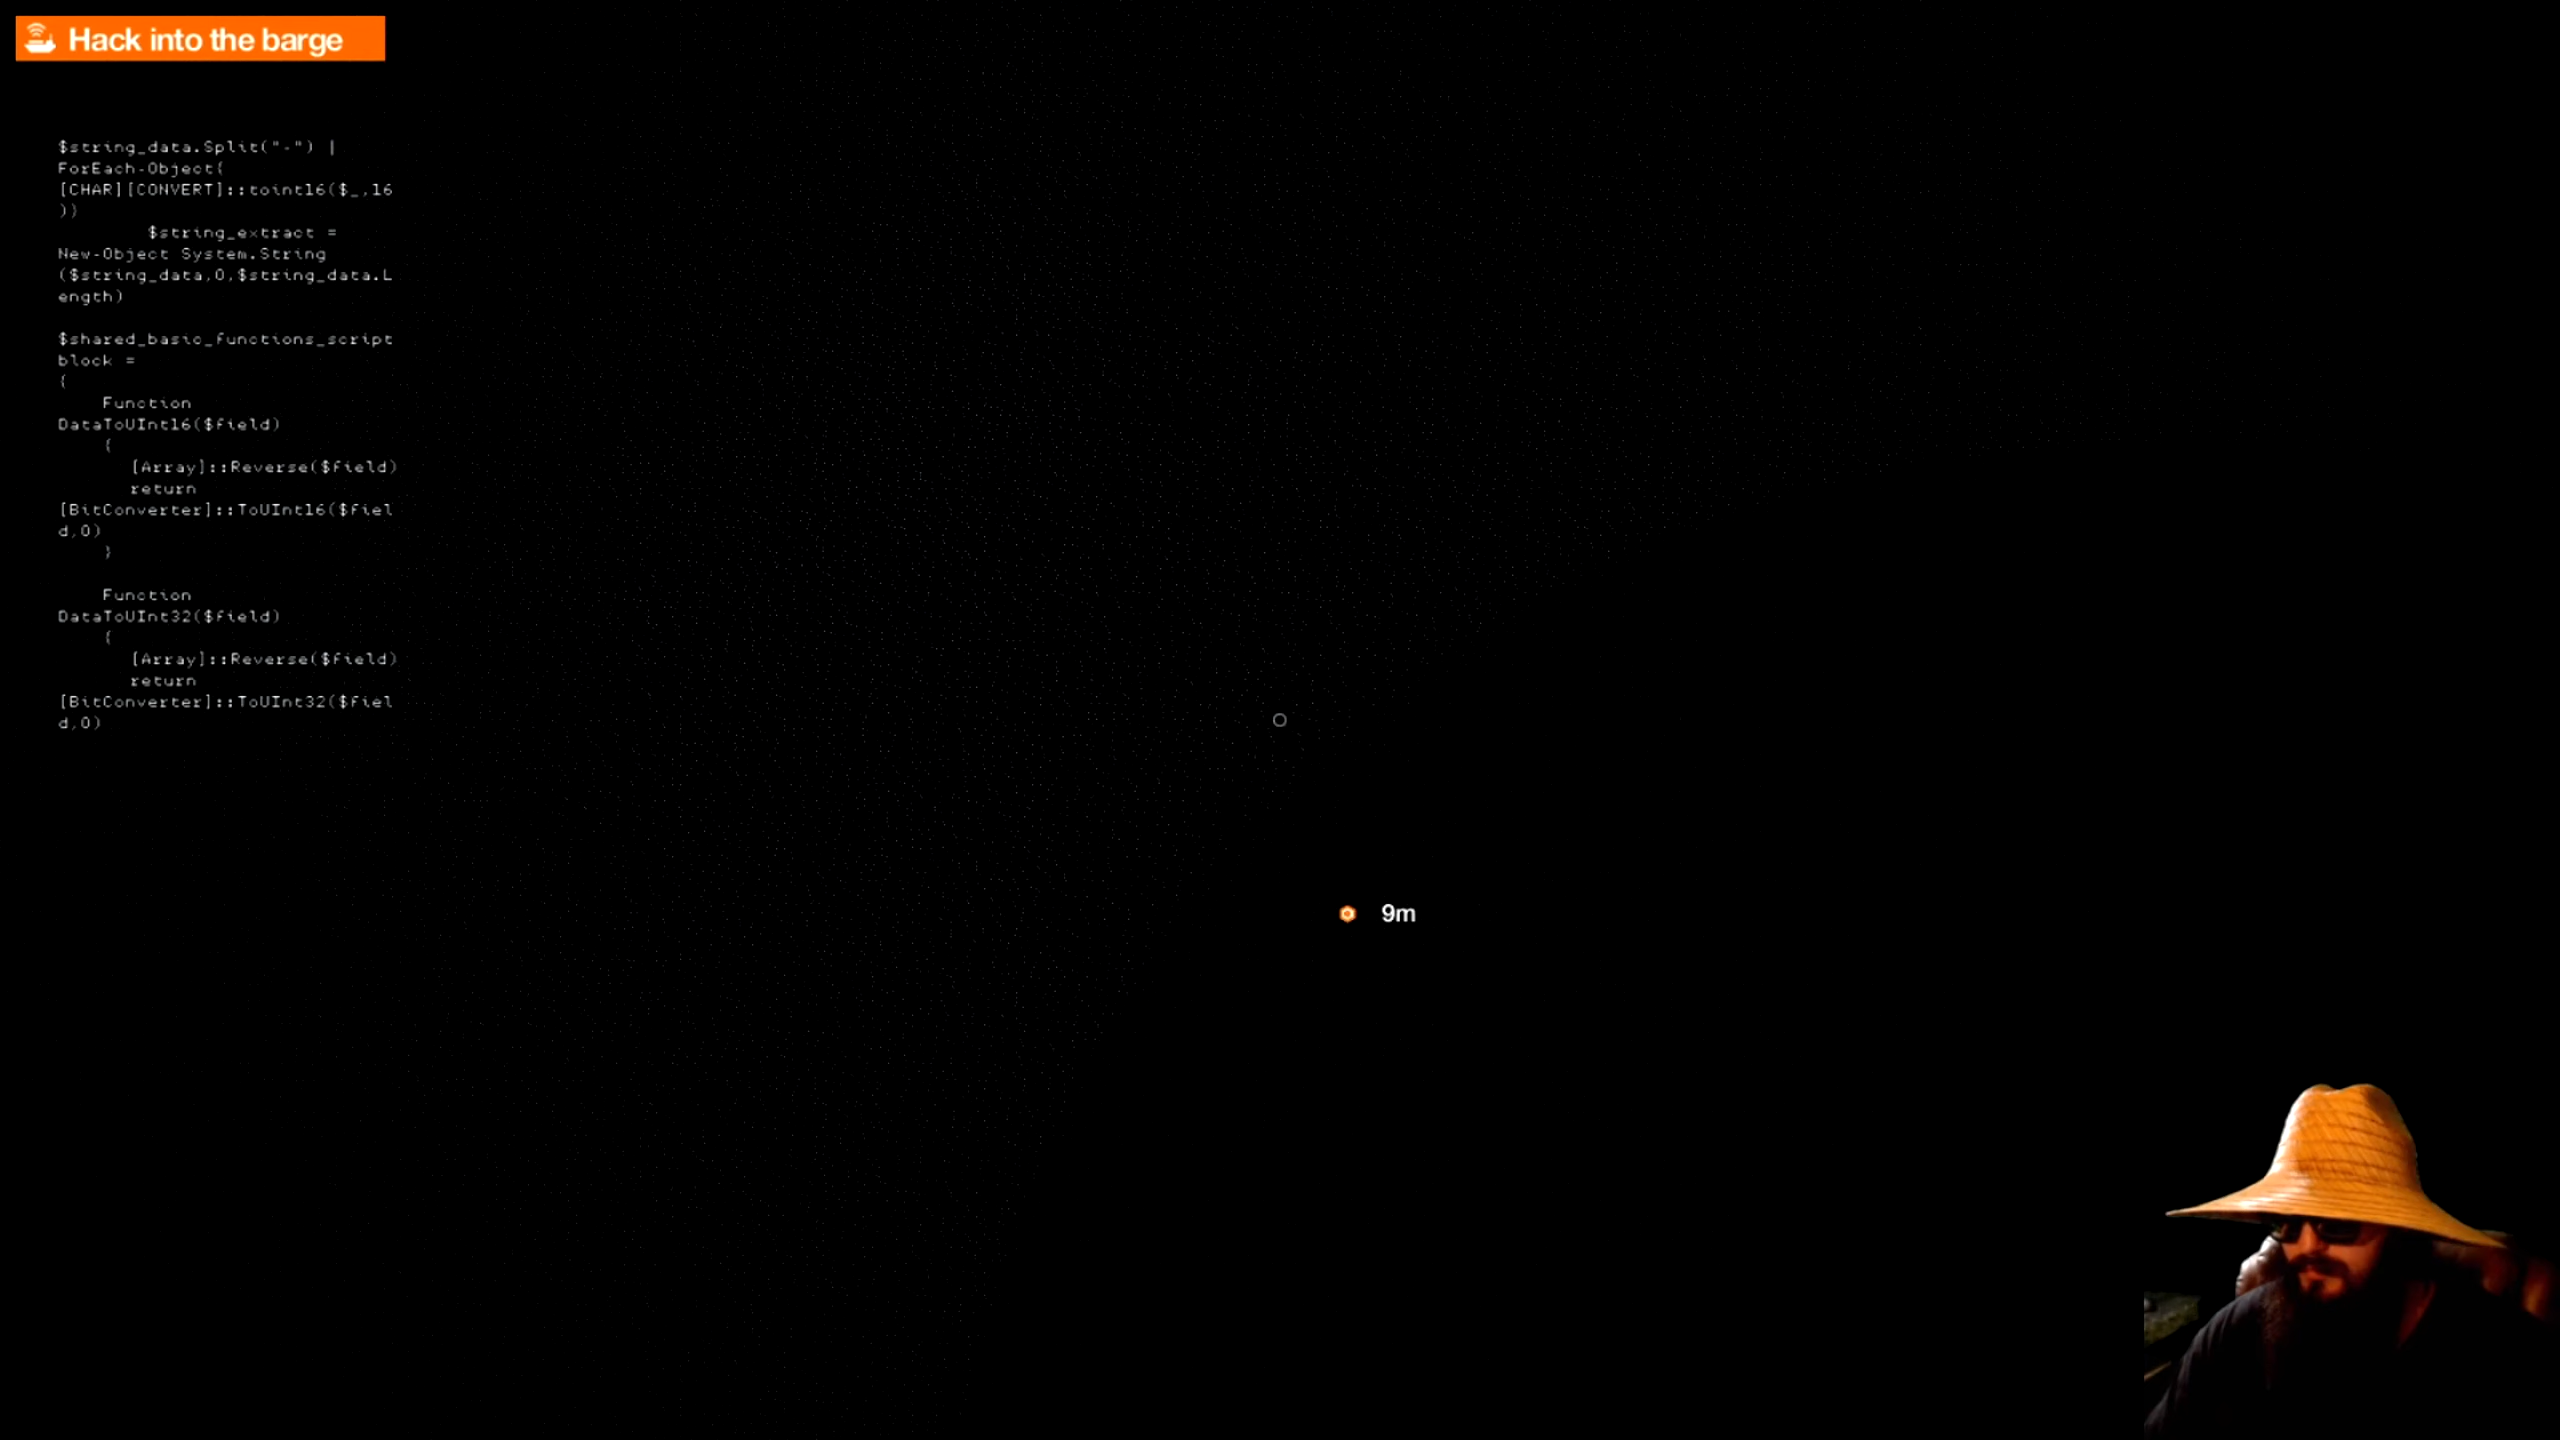 Hack into the barge
$string_data.Split("-") |
ForEach-Object{
[CHAR][CONVERT]::toint16($_,16
))
$string_extract =
New-Object System.String
($string_data,0,$string_data.L
ength)
$shared_basic_functions_script
block =
{
Function
DataToUInt16($field)
{
[Array]::Reverse($field)
return
[BitConverter]::ToUInt16($fiel
d,0)
}
Function
DataToUInt32($field)
{
[Array]::Reverse($field)
return
[BitConverter]::ToUInt32($fiel
d,0)
9m